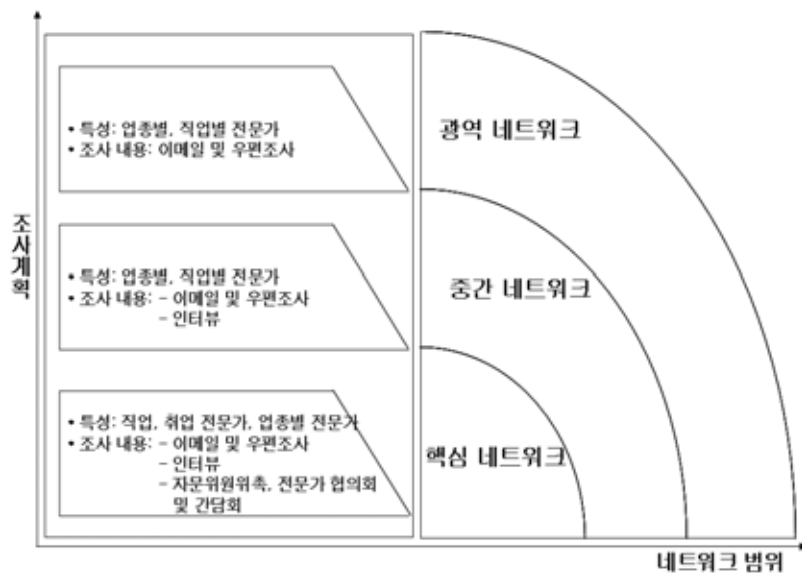 • 특성: 업종별, 직업별 전문가
• 조사 내용: 이메일 및 우편조사
광역 네트워크
조사계획
• 특성: 업종별, 직업별 전문가
• 조사 내용: - 이메일 및 우편조사
- 인터뷰
중간 네트워크
• 특성: 직업, 취업 전문가, 업종별 전문가
• 조사 내용: - 이메일 및 우편조사
- 인터뷰
- 자문위원위촉, 전문가 협의회
및 간담회
핵심 네트워크
네트워크 범위